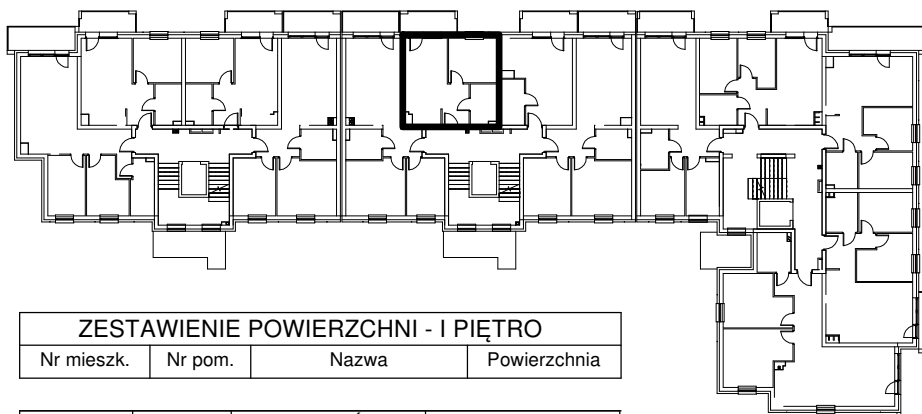 ZESTAWIENIE POWIERZCHNI - I PIĘTRO
Nr mieszk. Nr pom. Nazwa Powierzchnia